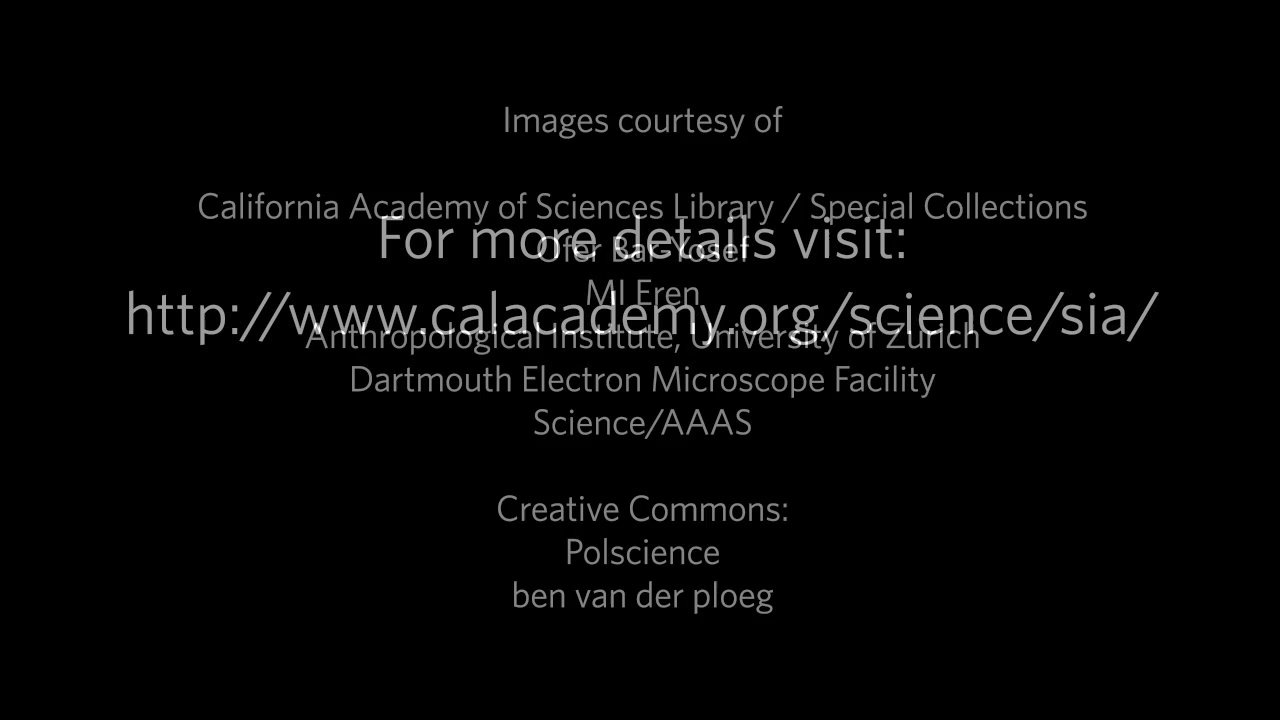 Images courtesy of
California Academy of Sciences Library / Special Collections
For more details visit:
Ofer Bar-Yosef
MI Eren
http://www.calacademy.org/science/sia/
Anthropological Institute, University of Zurich
Dartmouth Electron Microscope Facility
Science/AAAS
Creative Commons:
Polscience
ben van der ploeg